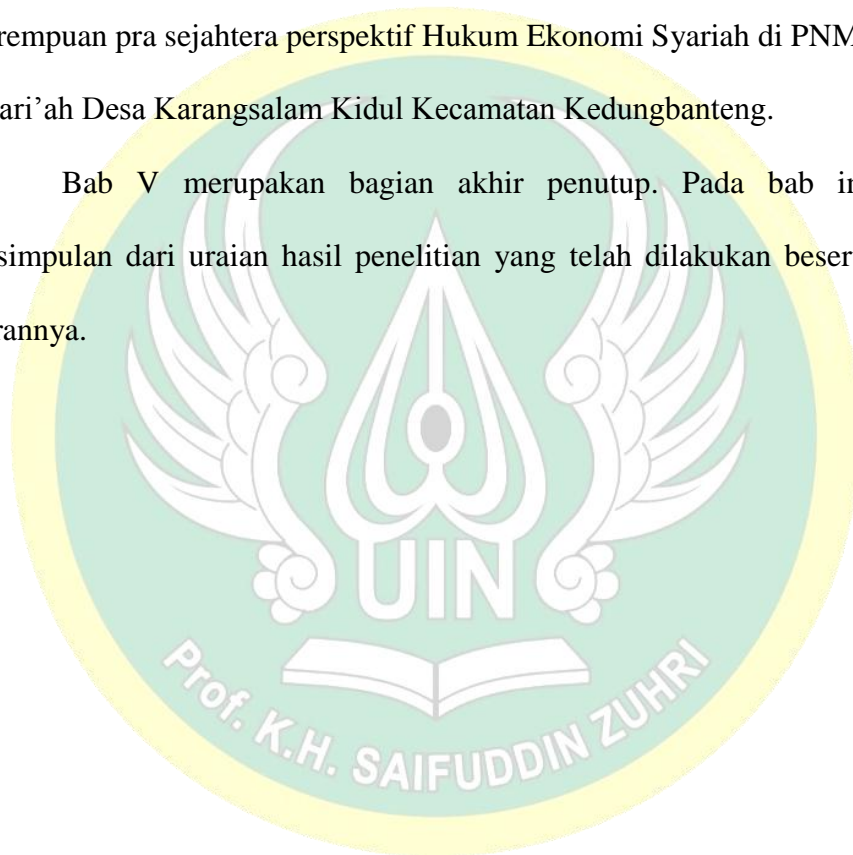 rempuan pra sejahtera perspektif Hukum Ekonomi Syariah di PNM
ari’ah Desa Karangsalam Kidul Kecamatan Kedungbanteng.
Bab V merupakan bagian akhir penutup. Pada bab in
simpulan dari uraian hasil penelitian yang telah dilakukan beser
rannya.
UIN
Prof. K.H. SAIFUDDIN ZUHRI